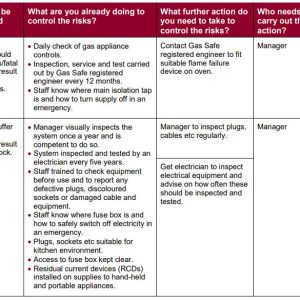 be
d
What are you already doing to
control the risks?
What further action do
you need to take to
control the risks?
Who needs
carry out th
action?
ould
s/fatal
result
r
• Daily check of gas appliance
controls.
• Inspection, service and test carried
out by Gas Safe registered
engineer every 12 months.
• Staff know where main isolation tap
is and how to turn supply off in an
emergency.
Contact Gas Safe
registered engineer to fit
suitable flame failure
device on oven.
Manager
uffer
result
ock.
• Manager visually inspects the
system once a year and is
competent to do so.
• System inspected and tested by an
electrician every five years.
• Staff trained to check equipment
before use and to report any
defective plugs, discoloured
sockets or damaged cable and
equipment.
• Staff know where fuse box is and
how to safely switch off electricity in
an emergency.
• Plugs, sockets etc suitable for
kitchen environment.
• Access to fuse box kept clear.
• Residual current devices (RCDs)
installed on supplies to hand-held
and portable appliances.
Manager to inspect plugs,
cables etc regularly.
Get electrician to inspect
electrical equipment and
advise on how often these
should be inspected and
tested.
Manager